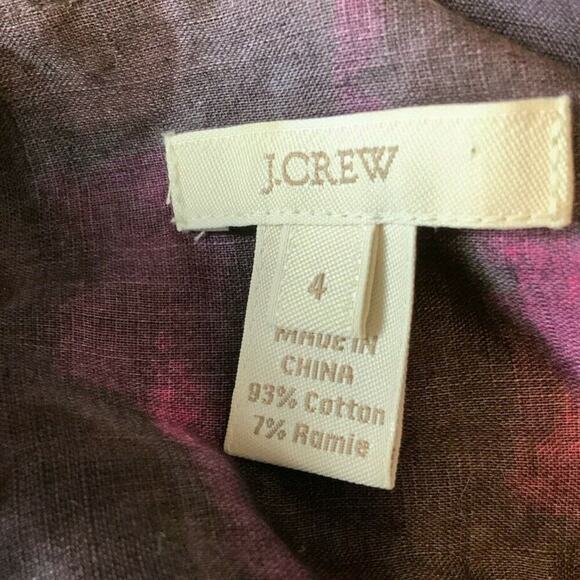 J.CREW
4
MADE IN
CHINA
93% Cotton
7% Ramie